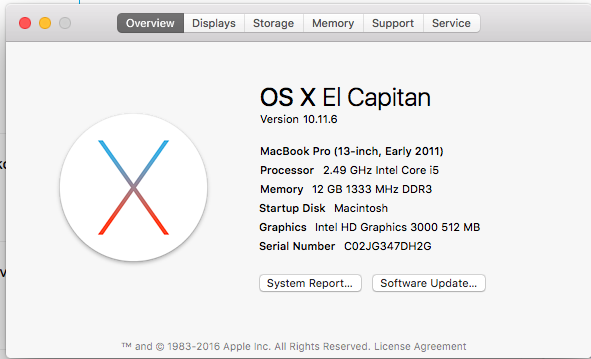 Overview Displays Storage Memory Support Service
OS X El Capitan
Version 10.11.6
MacBook Pro (13-inch, Early 2011)
Processor 2.49 GHz Intel Core i5
Memory 12 GB 1333 MHz DDR3
Startup Disk Macintosh
Graphics Intel HD Graphics 3000 512 MB
Serial Number C02JG347DH2G
System Report... Software Update...
™ and © 1983-2016 Apple Inc. All Rights Reserved. License Agreement